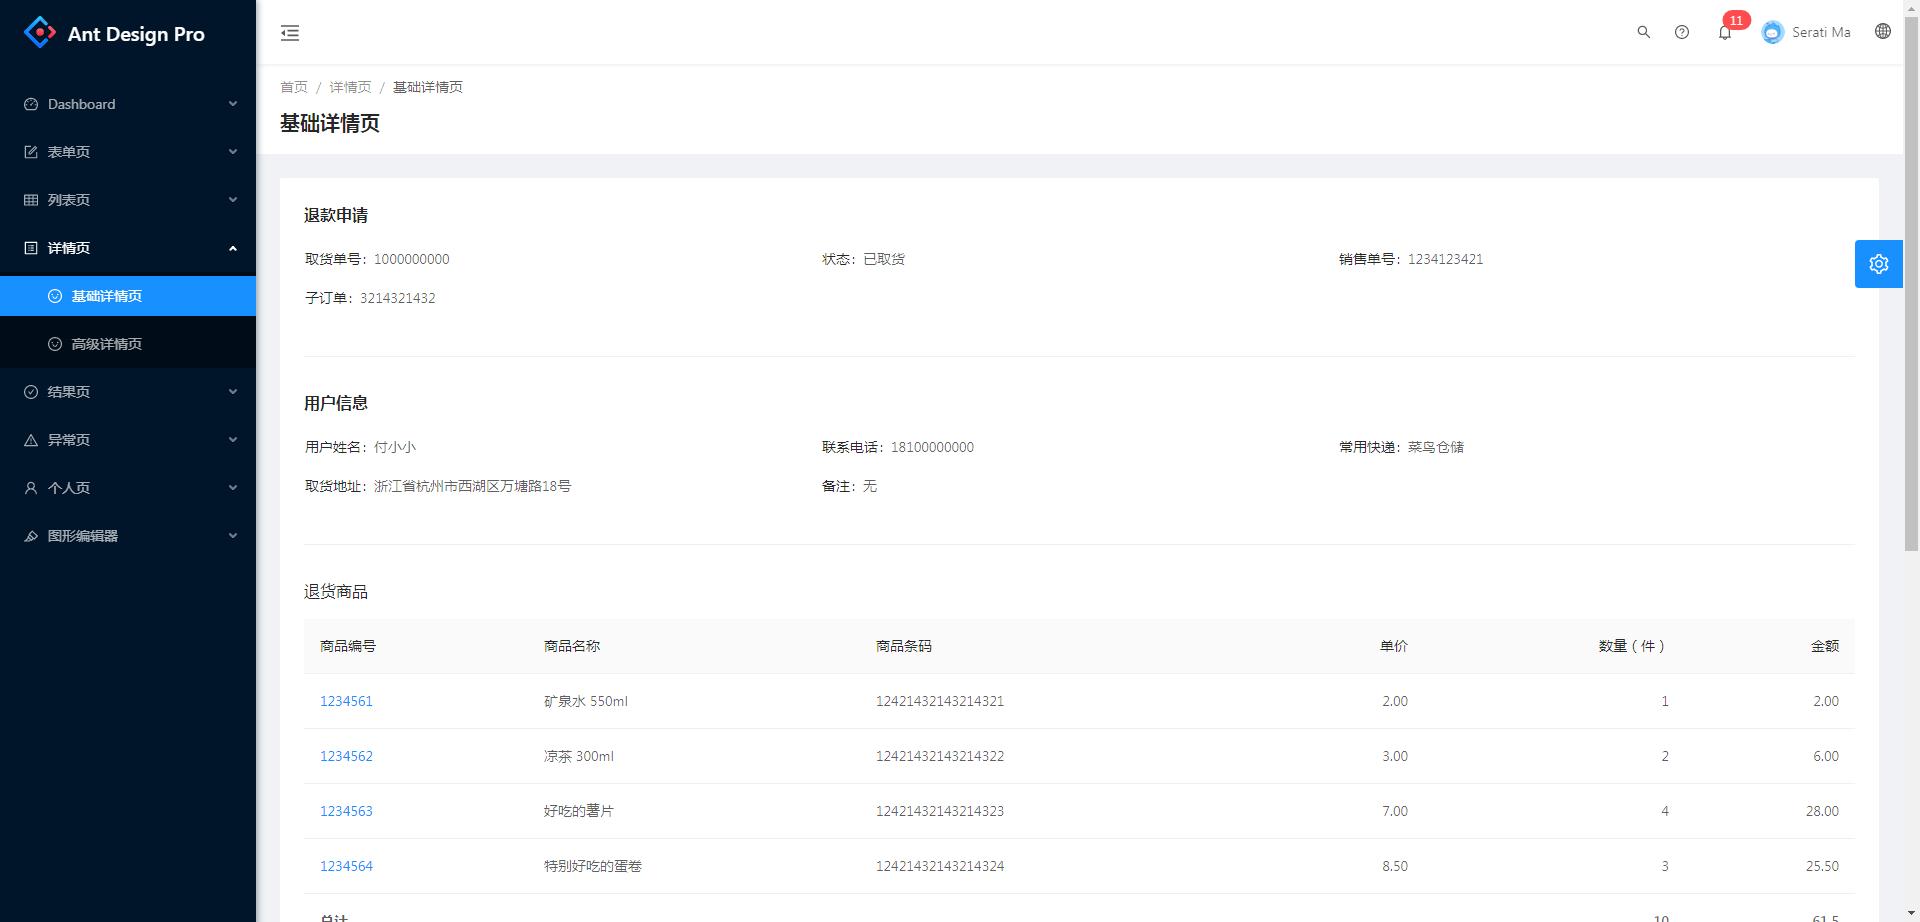 Ant Design Pro
11
Serati Ma
Dashboard
表单页
列表页
详情页
基础详情页
高级详情页
结果页
异常页
个人页
图形编辑器
首页 / 详情页 / 基础详情页
基础详情页
退款申请
取货单号：1000000000 状态：已取货 销售单号：1234123421
子订单：3214321432
用户信息
用户姓名：付小小 联系电话：18100000000 常用快递：菜鸟仓储
取货地址：浙江省杭州市西湖区万塘路18号 备注：无
退货商品
商品编号 商品名称 商品条码 单价 数量（件） 金额
1234561 矿泉水 550ml 12421432143214321 2.00 1 2.00
1234562 凉茶 300ml 12421432143214322 3.00 2 6.00
1234563 好吃的薯片 12421432143214323 7.00 4 28.00
1234564 特别好吃的蛋卷 12421432143214324 8.50 3 25.50
总计 10 61.5